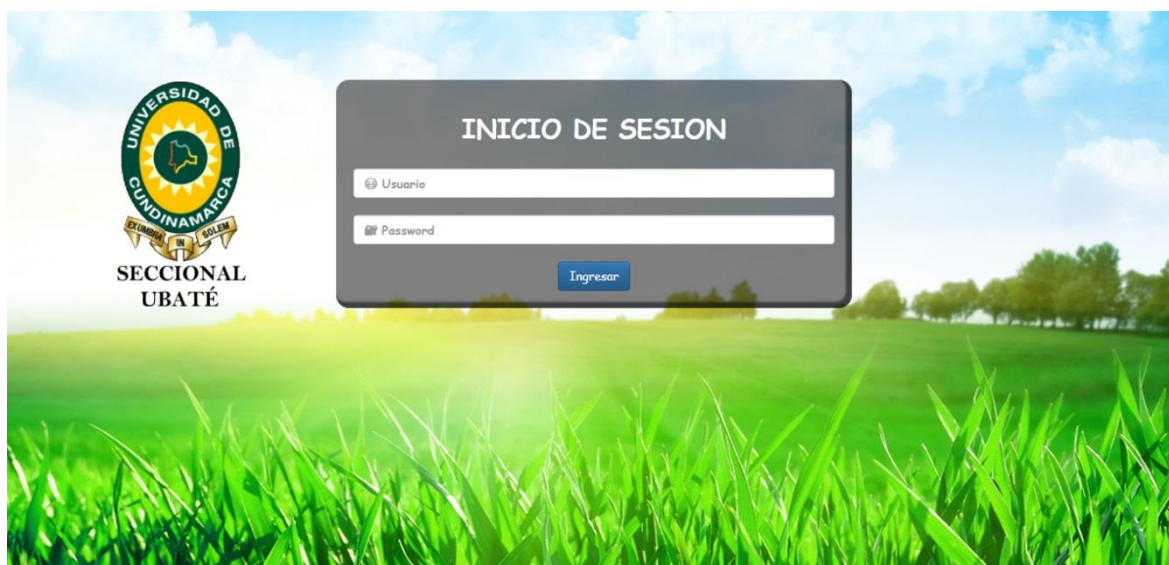 UNIVERSIDAD DE
CUNDINAMARCA
EXUMBRA IN SOLEM
SECCIONAL
UBATÉ
INICIO DE SESION
Usuario
Password
Ingresar